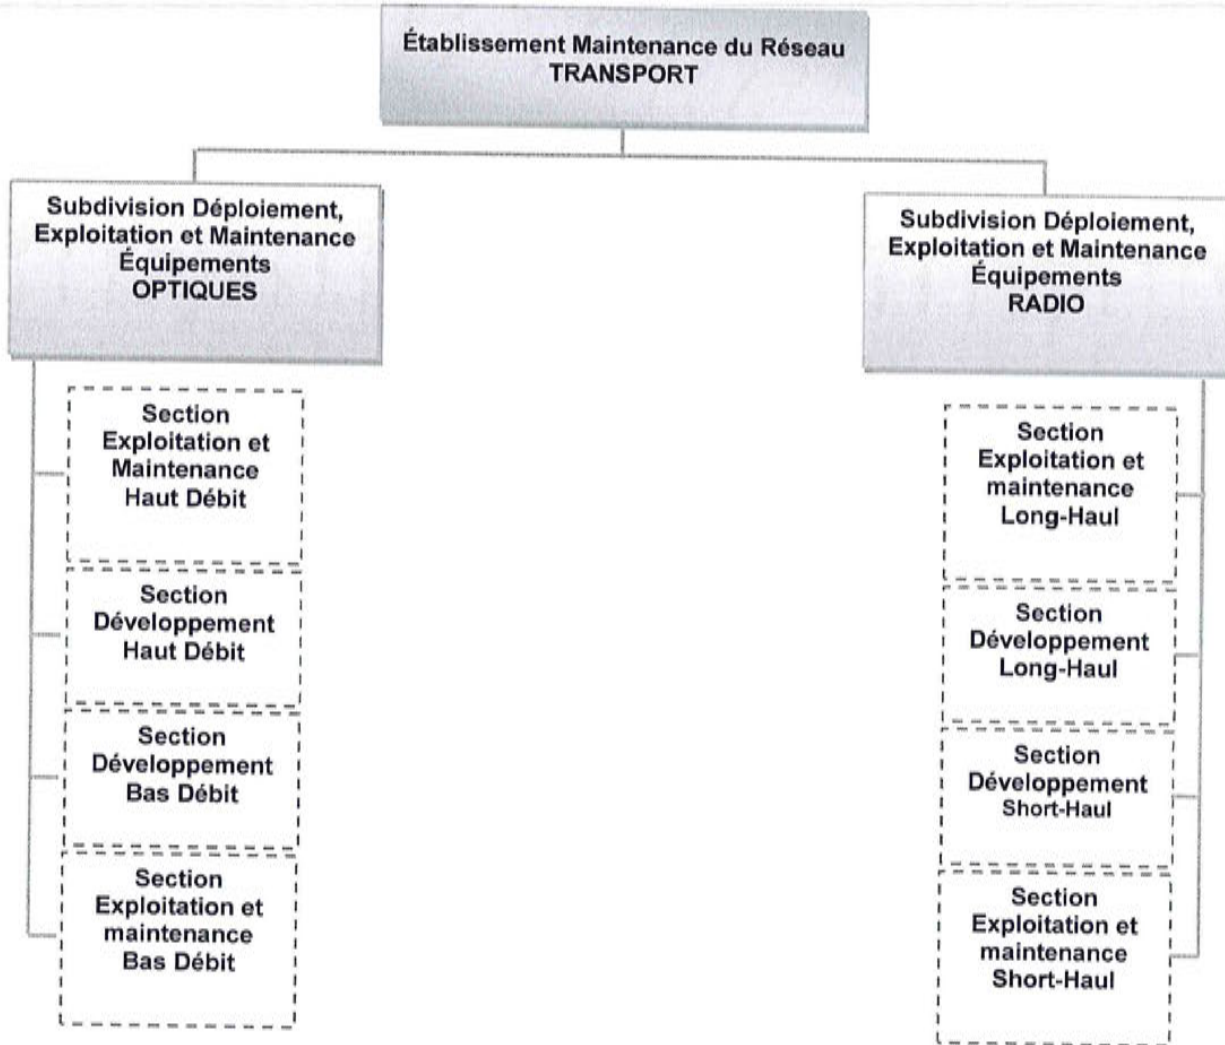 Établissement Maintenance du Réseau
TRANSPORT
Subdivision Déploiement,
Exploitation et Maintenance
Équipements
OPTIQUES
Section
Exploitation et
Maintenance
Haut Débit
Section
Développement
Haut Débit
Section
Développement
Bas Débit
Section
Exploitation et
maintenance
Bas Débit
Subdivision Déploiement,
Exploitation et Maintenance
Équipements
RADIO
Section
Exploitation et
maintenance
Long-Haul
Section
Développement
Long-Haul
Section
Développement
Short-Haul
Section
Exploitation et
maintenance
Short-Haul